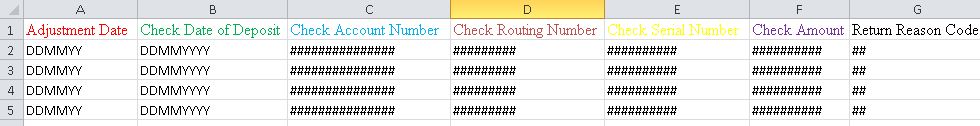 A B C D E F G
1 Adjustment Date Check Date of Deposit Check Account Number Check Routing Number Check Serial Number Check Amount Return Reason Code
2 DDMMYY DDMMYYYY ############### ######### ########## ########## ##
3 DDMMYY DDMMYYYY ############### ######### ########## ########## ##
4 DDMMYY DDMMYYYY ############### ######### ########## ########## ##
5 DDMMYY DDMMYYYY ############### ######### ########## ########## ##